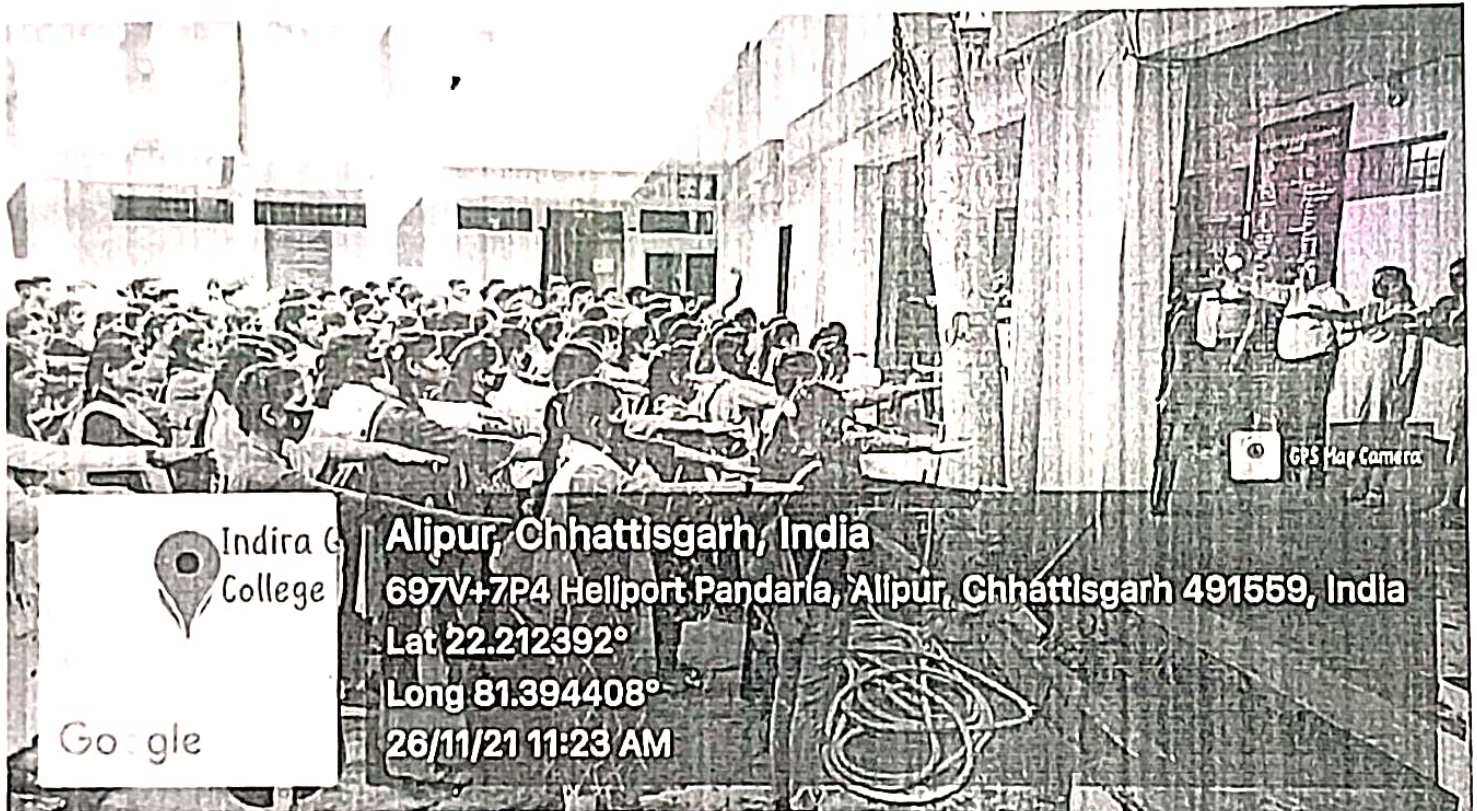 GPS Map Camera
Indira G
College
Google
Alipur, Chhattisgarh, India
697V+7P4 Heliport Pandaria, Alipur, Chhattisgarh 491559, India
Lat 22.212392°
Long 81.394408°
26/11/21 11:23 AM